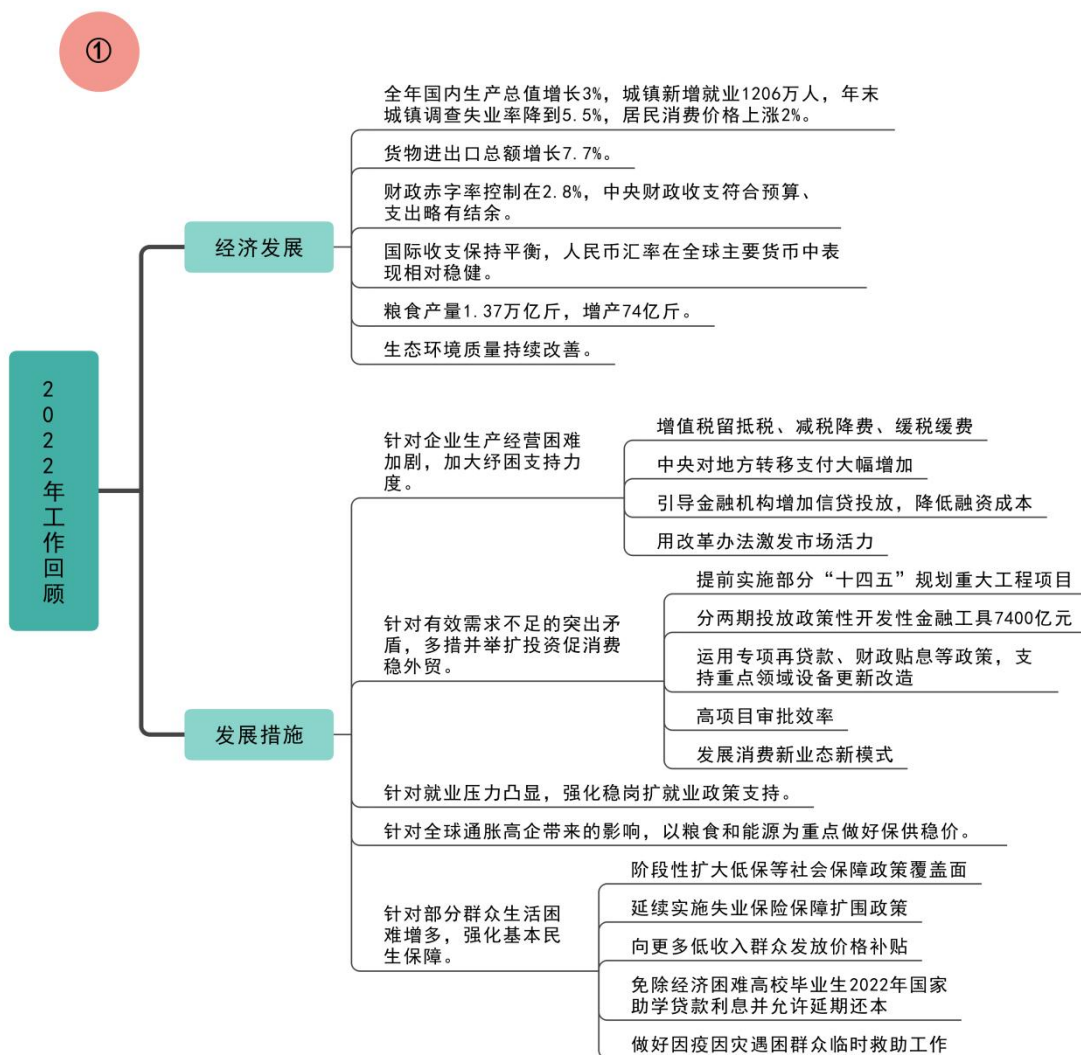 ①
2022年工作回顾
经济发展
全年国内生产总值增长3%，城镇新增就业1206万人，年末
城镇调查失业率降到5.5%，居民消费价格上涨2%。
货物进出口总额增长7.7%。
财政赤字率控制在2.8%，中央财政收支符合预算、
支出略有结余。
国际收支保持平衡，人民币汇率在全球主要货币中表
现相对稳健。
粮食产量1.37万亿斤，增产74亿斤。
生态环境质量持续改善。
发展措施
针对企业生产经营困难
加剧，加大纾困支持力
度。
增值税留抵税、减税降费、缓税缓费
中央对地方转移支付大幅增加
引导金融机构增加信贷投放，降低融资成本
用改革办法激发市场活力
针对有效需求不足的突出矛
盾，多措并举扩投资促消费
稳外贸。
提前实施部分“十四五”规划重大工程项目
分两期投放政策性开发性金融工具7400亿元
运用专项再贷款、财政贴息等政策，支
持重点领域设备更新改造
高项目审批效率
发展消费新业态新模式
针对就业压力凸显，强化稳岗扩就业政策支持。
针对全球通胀高企带来的影响，以粮食和能源为重点做好保供稳价。
针对部分群众生活困
难增多，强化基本民
生保障。
阶段性扩大低保等社会保障政策覆盖面
延续实施失业保险保障扩围政策
向更多低收入群众发放价格补贴
免除经济困难高校毕业生2022年国家
助学贷款利息并允许延期还本
做好因疫因灾遇困群众临时救助工作